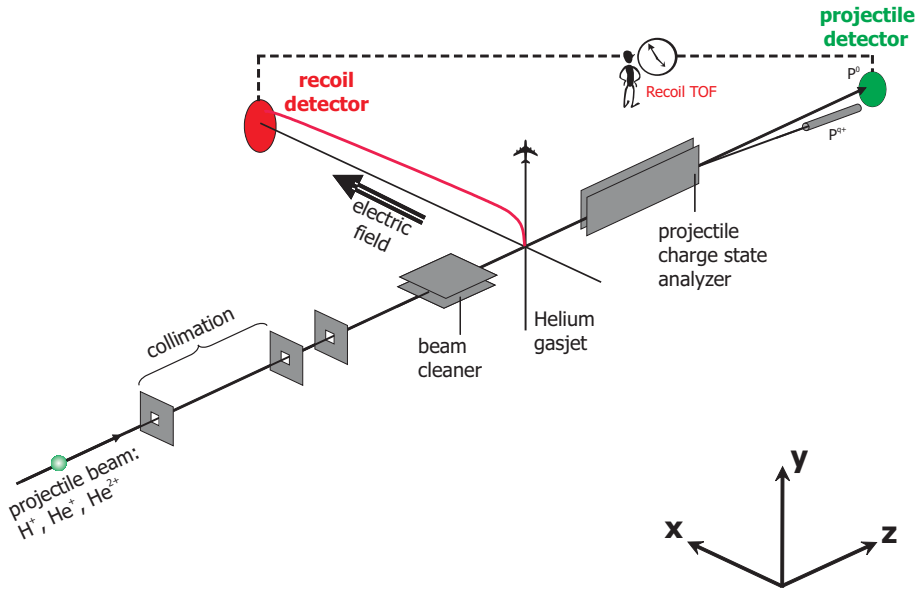 projectile
detector
P⁰
recoil
detector
Recoil TOF
P^q+
electric
field
projectile
charge state
analyzer
Helium
gasjet
beam
cleaner
collimation
projectile beam:
H⁺, He⁺, He²⁺
y
x
z